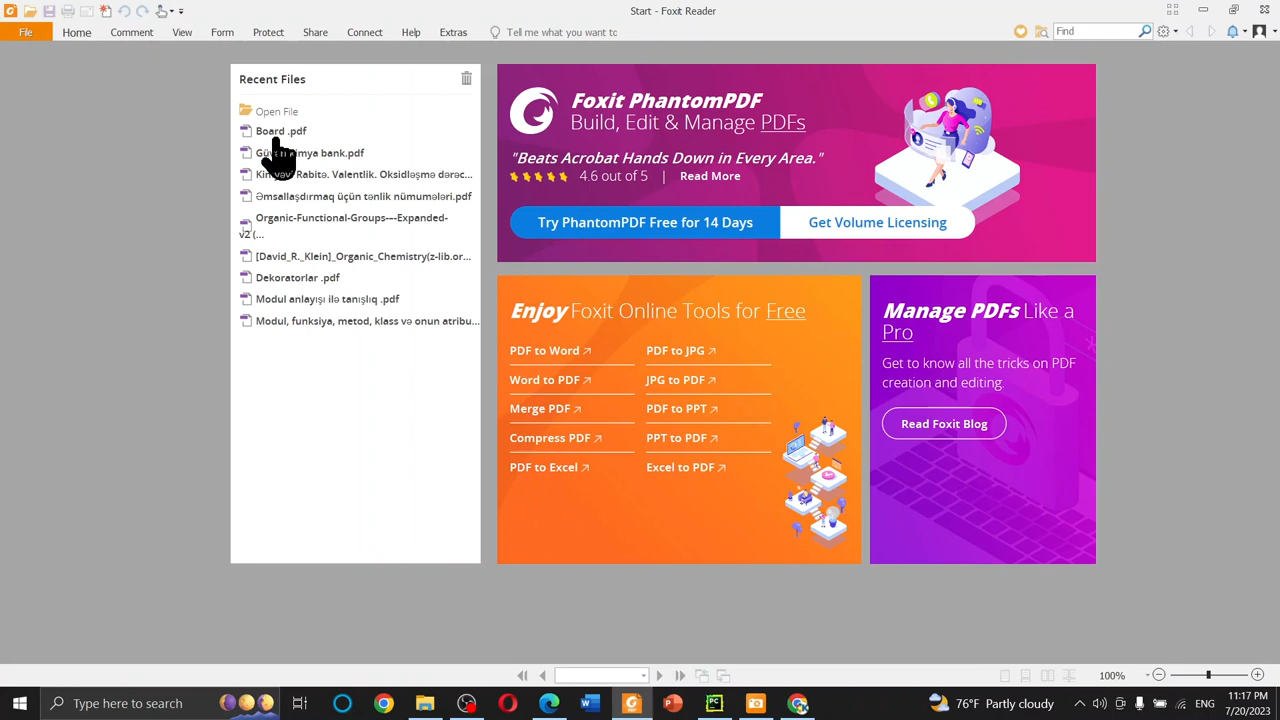 Start - Foxit Reader
File Home Comment View Form Protect Share Connect Help Extras Tell me what you want to Find
Recent Files
Open File
Board .pdf
kimya bank.pdf
Rabitə. Valentlik. Oksidləşmə dərəc...
Əmsallaşdırmaq üçün tənlik nümumələri.pdf
Organic-Functional-Groups---Expanded-
v2 (...
[David_R._Klein]_Organic_Chemistry(z-lib.or...
Dekoratorlar .pdf
Modul anlayışı ilə tanışlıq .pdf
Modul, funksiya, metod, klass və onun atribu...
Foxit PhantomPDF
Build, Edit & Manage PDFs
"Beats Acrobat Hands Down in Every Area."
4.6 out of 5 | Read More
Try PhantomPDF Free for 14 Days Get Volume Licensing
Enjoy Foxit Online Tools for Free
PDF to Word PDF to JPG
Word to PDF JPG to PDF
Merge PDF PDF to PPT
Compress PDF PPT to PDF
PDF to Excel Excel to PDF
Manage PDFs Like a
Pro
Get to know all the tricks on PDF
creation and editing.
Read Foxit Blog
100%
Type here to search
76°F Partly cloudy
ENG
11:17 PM
7/20/2023